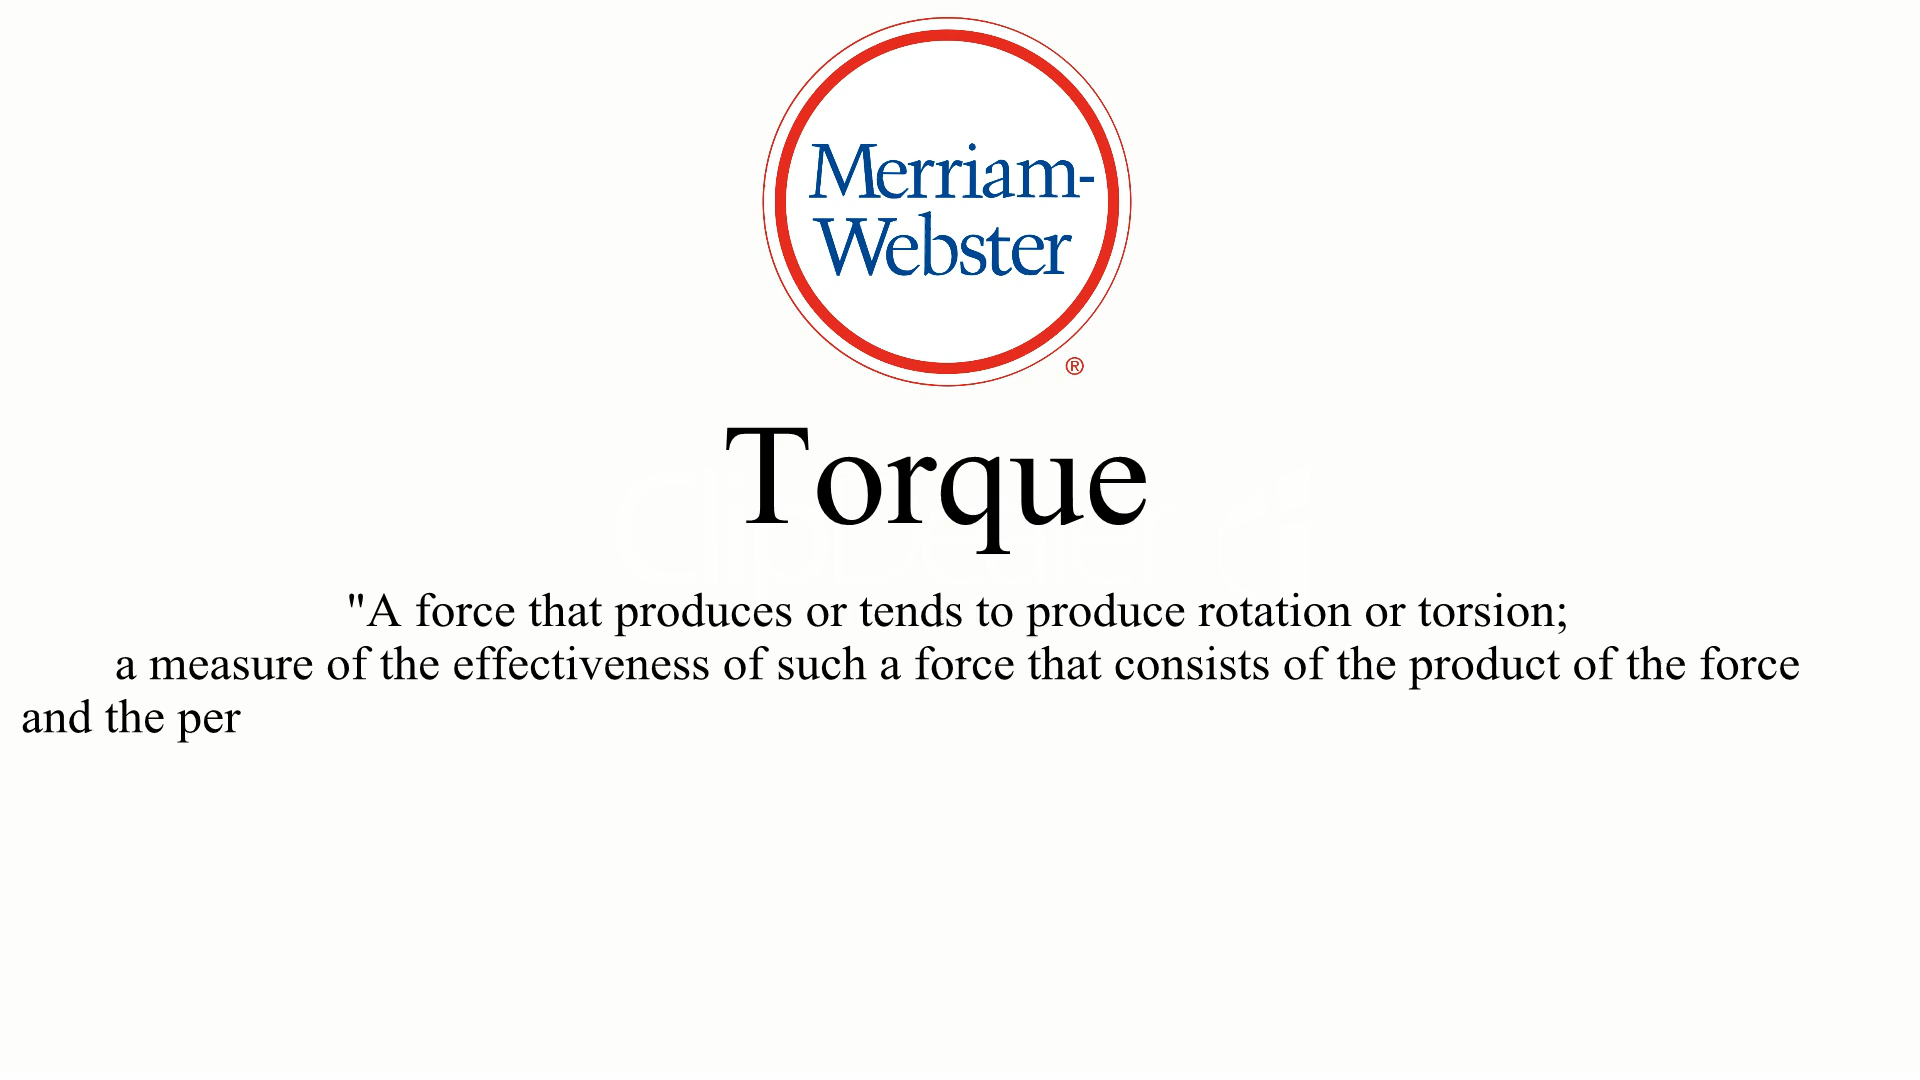 Merriam-
Webster
®
Torque
"A force that produces or tends to produce rotation or torsion;
a measure of the effectiveness of such a force that consists of the product of the force
and the per